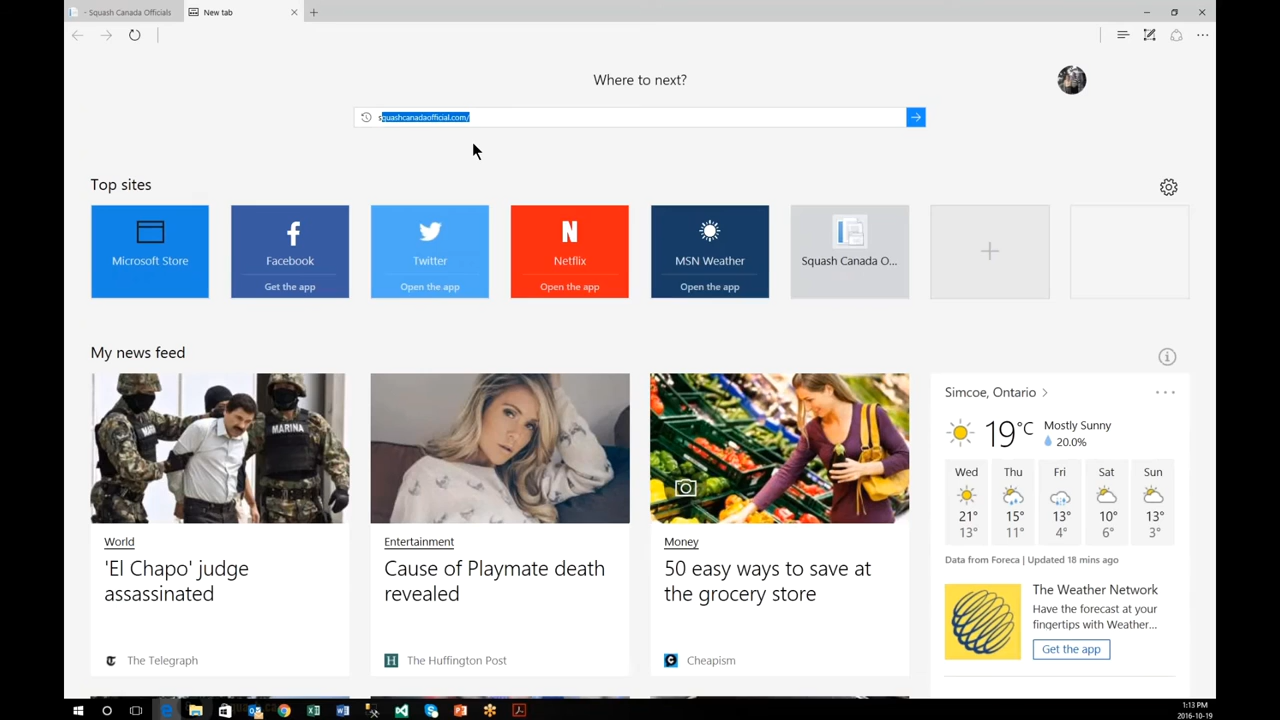 - Squash Canada Officials
New tab
Where to next?
squashcanadaofficial.com/
Top sites
Microsoft Store
Facebook
Get the app
Twitter
Open the app
N
Netflix
Open the app
MSN Weather
Open the app
Squash Canada O...
My news feed
MARINA
World
'El Chapo' judge
assassinated
The Telegraph
Entertainment
Cause of Playmate death
revealed
H
The Huffington Post
Money
50 easy ways to save at
the grocery store
Cheapism
Simcoe, Ontario
19°C
Mostly Sunny
20.0%
Wed Thu Fri Sat Sun
21° 15° 13° 10° 13°
13° 11° 4° 6° 3°
Data from Foreca | Updated 18 mins ago
The Weather Network
Have the forecast at your
fingertips with Weather...
Get the app
1:13 PM
2016-10-19